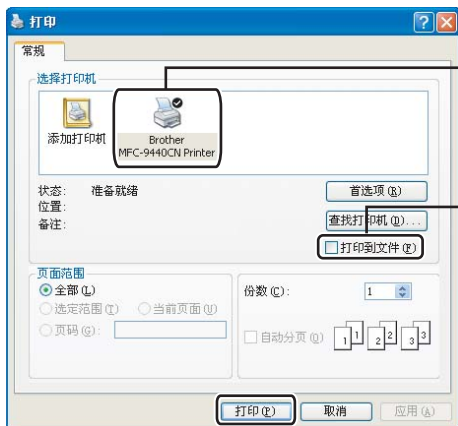 打印
常规
选择打印机
添加打印机
Brother
MFC-9440CN Printer
状态: 准备就绪
首选项(R)
位置:
查找打印机(D)...
备注:
打印到文件(F)
页面范围
全部(L)
份数(C): 1
选定范围(T) 当前页面(U)
页码(G):
自动分页(O)
1 1 2 2 3 3
打印(P) 取消 应用(A)